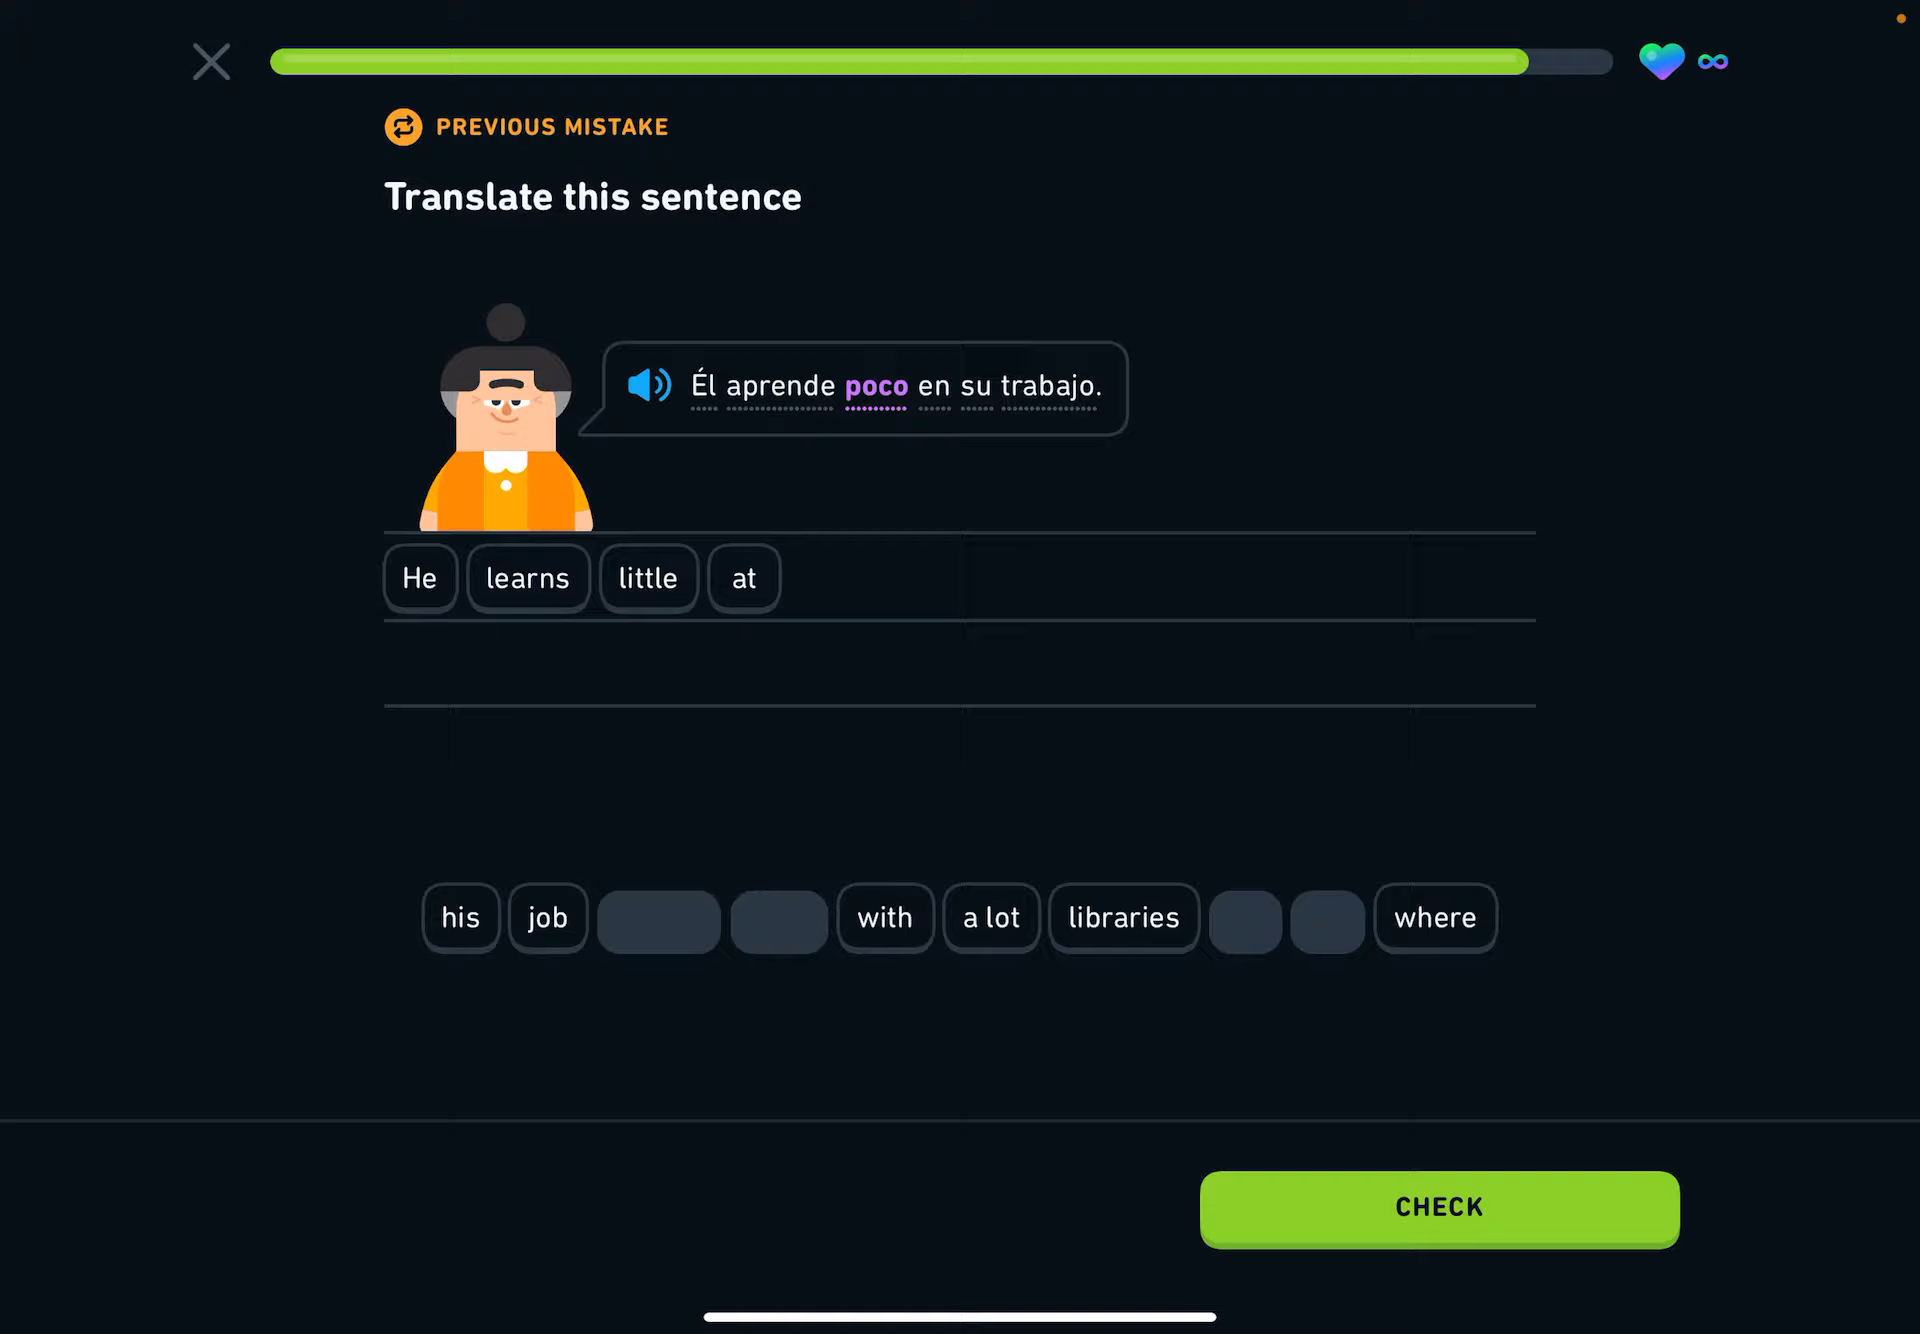 PREVIOUS MISTAKE
Translate this sentence
Él aprende poco en su trabajo.
He learns little at
his job with a lot libraries where
CHECK